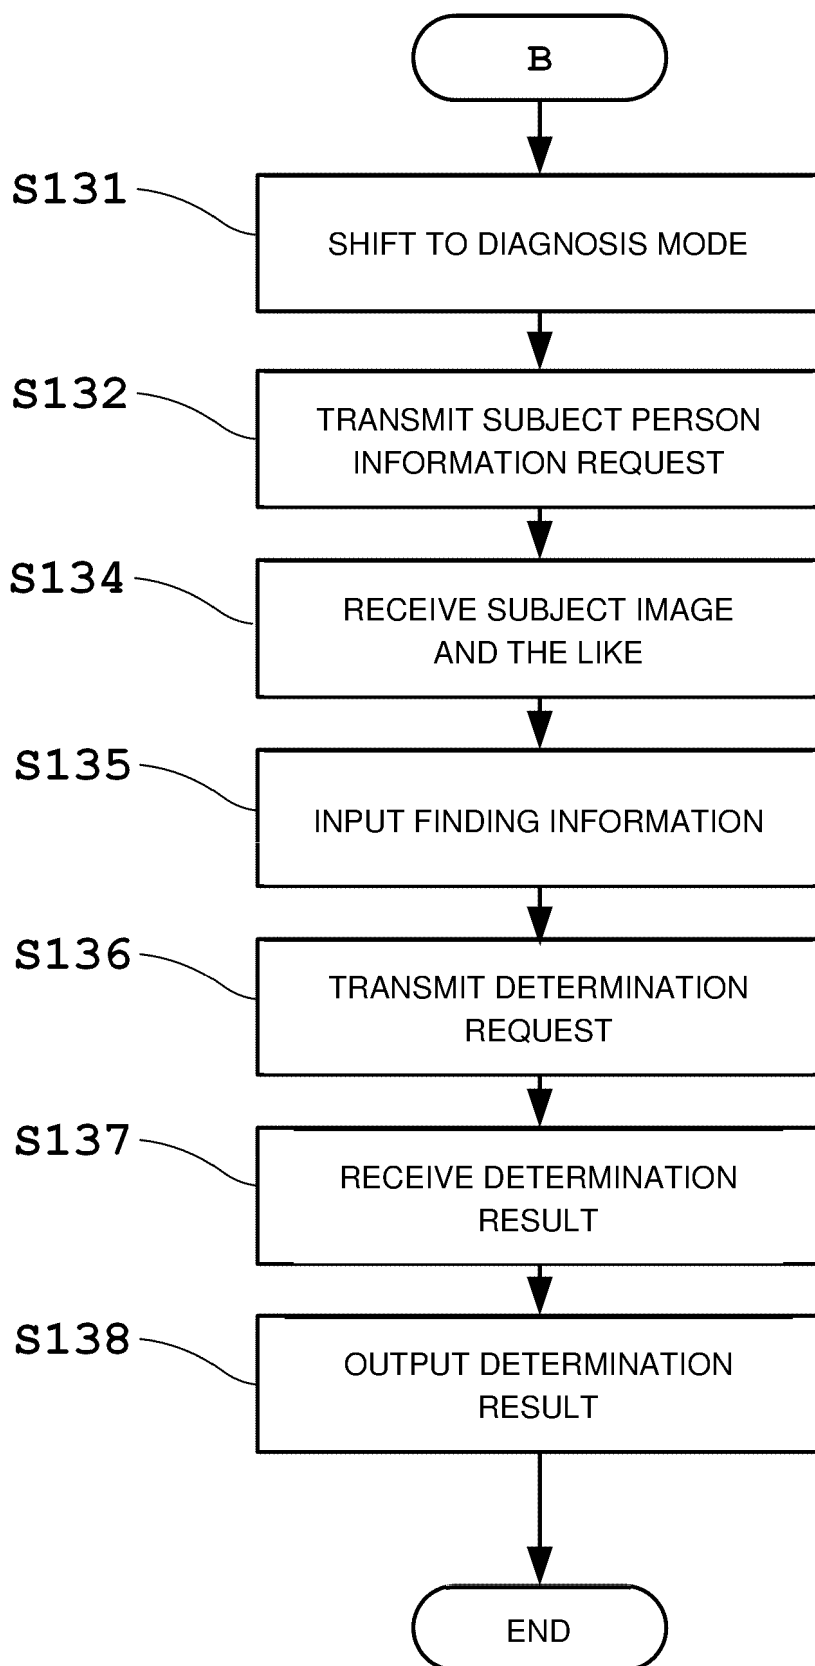 B
S131
SHIFT TO DIAGNOSIS MODE
S132
TRANSMIT SUBJECT PERSON
INFORMATION REQUEST
S134
RECEIVE SUBJECT IMAGE
AND THE LIKE
S135
INPUT FINDING INFORMATION
S136
TRANSMIT DETERMINATION
REQUEST
S137
RECEIVE DETERMINATION
RESULT
S138
OUTPUT DETERMINATION
RESULT
END